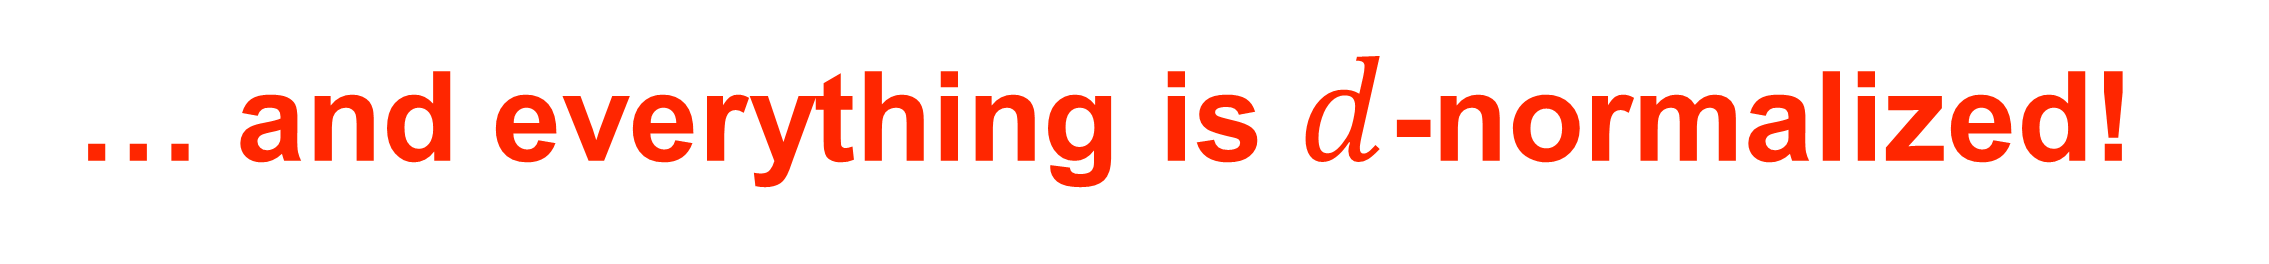 … and everything is d-normalized!